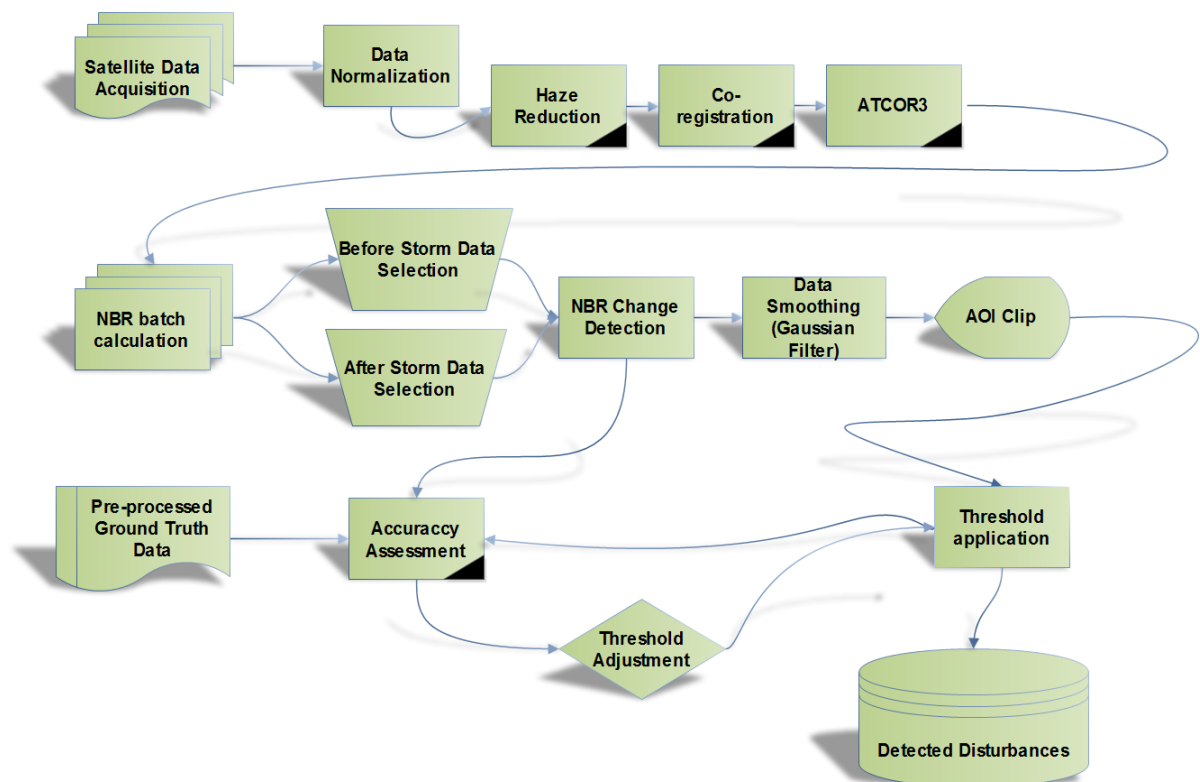 Satellite Data
Acquisition
Data
Normalization
Haze
Reduction
Co-
registration
ATCOR3
NBR batch
calculation
Before Storm Data
Selection
After Storm Data
Selection
NBR Change
Detection
Data
Smoothing
(Gaussian
Filter)
AOI Clip
Pre-processed
Ground Truth
Data
Accuraccy
Assessment
Threshold
Adjustment
Threshold
application
Detected Disturbances